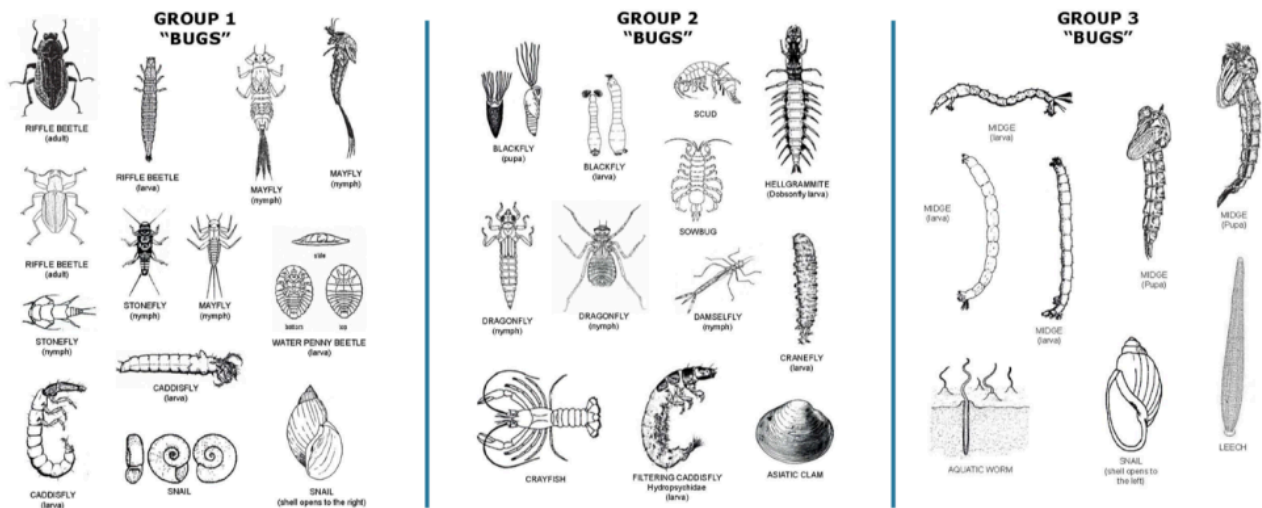 GROUP 1
“BUGS”
RIFFLE BEETLE
(adult)
RIFFLE BEETLE
(larva)
MAYFLY
(nymph)
MAYFLY
(nymph)
RIFFLE BEETLE
(adult)
STONEFLY
(nymph)
MAYFLY
(nymph)
side
bottom
top
WATER PENNY BEETLE
(larva)
STONEFLY
(nymph)
CADDISFLY
(larva)
CADDISFLY
(larva)
SNAIL
SNAIL
(shell opens to the right)
GROUP 2
“BUGS”
BLACKFLY
(pupa)
BLACKFLY
(larva)
SCUD
HELLGRAMMITE
(Dobsonfly larva)
SOWBUG
DRAGONFLY
(nymph)
DRAGONFLY
(nymph)
DAMSELFLY
(nymph)
CRANEFLY
(larva)
CRAYFISH
FILTERING CADDISFLY
Hydropsychidae
(larva)
ASIATIC CLAM
GROUP 3
“BUGS”
MIDGE
(larva)
MIDGE
(larva)
MIDGE
(larva)
MIDGE
(Pupa)
MIDGE
(Pupa)
AQUATIC WORM
SNAIL
(shell opens to
the left)
LEECH